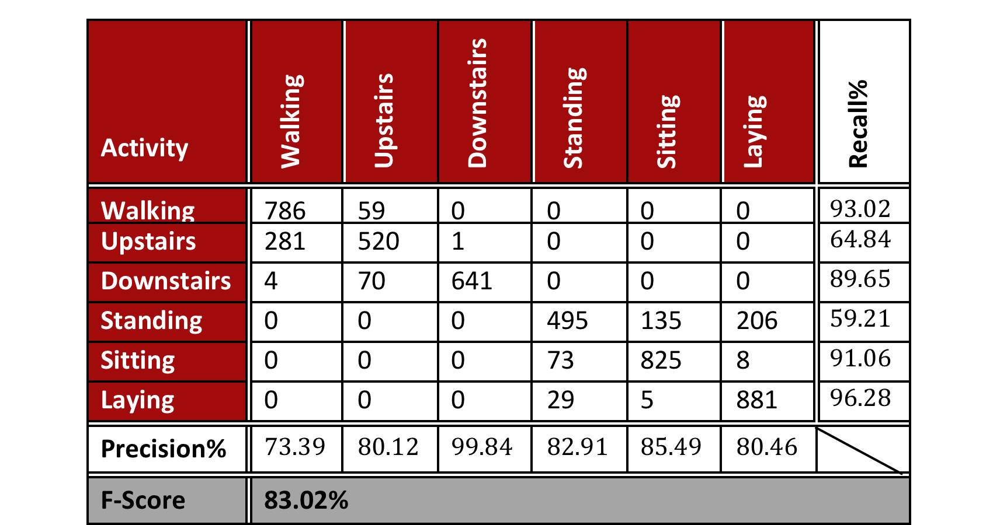 Activity Walking Upstairs Downstairs Standing Sitting Laying Recall%
Walking 786 59 0 0 0 0 93.02
Upstairs 281 520 1 0 0 0 64.84
Downstairs 4 70 641 0 0 0 89.65
Standing 0 0 0 495 135 206 59.21
Sitting 0 0 0 73 825 8 91.06
Laying 0 0 0 29 5 881 96.28
Precision% 73.39 80.12 99.84 82.91 85.49 80.46
F-Score 83.02%